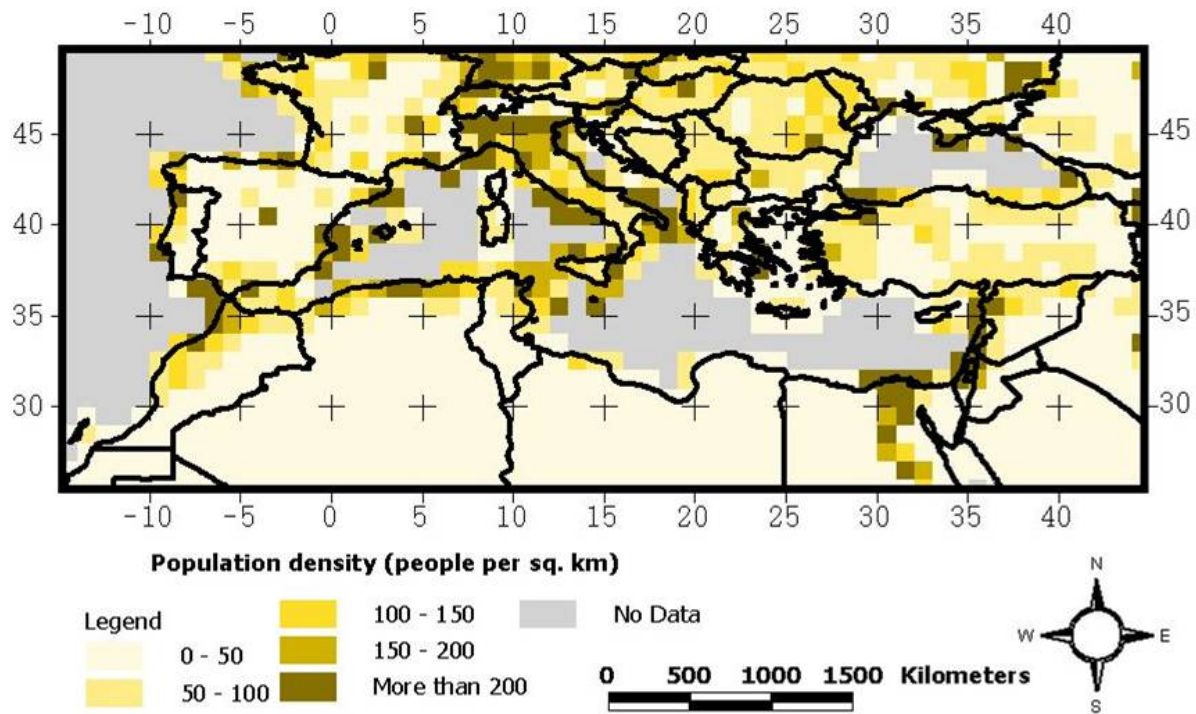 -10 -5 0 5 10 15 20 25 30 35 40
45 45
40 40
35 35
30 30
-10 -5 0 5 10 15 20 25 30 35 40
Population density (people per sq. km)
Legend
0 - 50
50 - 100
100 - 150
150 - 200
More than 200
No Data
0 500 1000 1500 Kilometers
N
W E
S